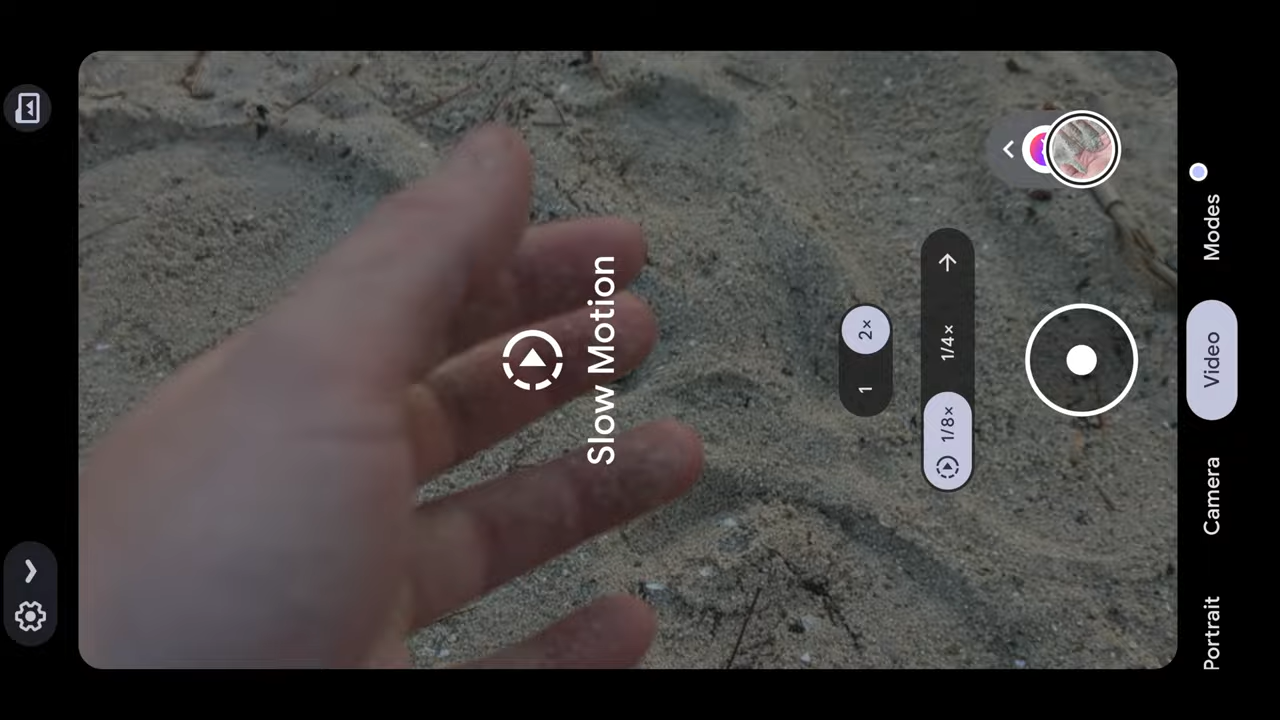 Slow Motion
1
2×
1/8×
1/4×
Portrait
Camera
Video
Modes